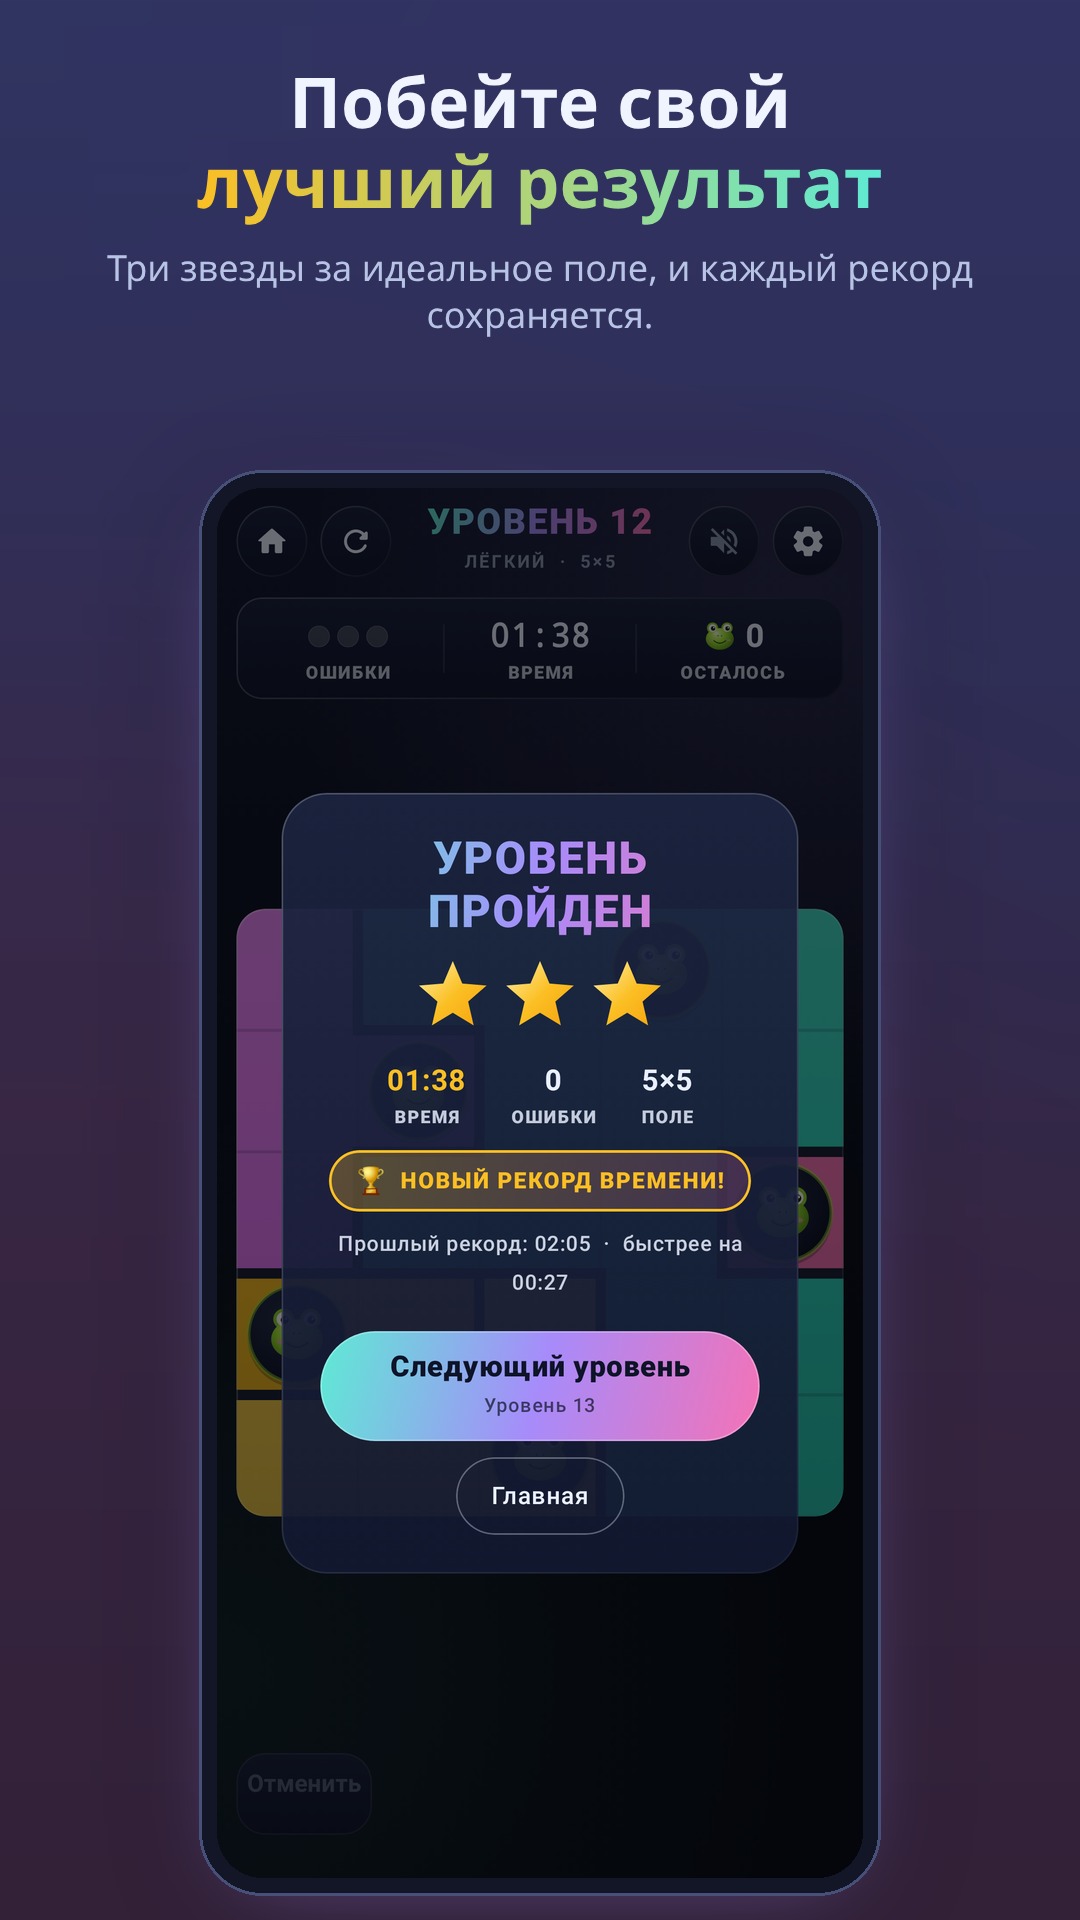 Побейте свой
лучший результат
Три звезды за идеальное поле, и каждый рекорд
сохраняется.
УРОВЕНЬ 12
ЛЁГКИЙ · 5×5
01:38
0
ОШИБКИ
ВРЕМЯ
ОСТАЛОСЬ
УРОВЕНЬ
ПРОЙДЕН
01:38
0
5×5
ВРЕМЯ
ОШИБКИ
ПОЛЕ
НОВЫЙ РЕКОРД ВРЕМЕНИ!
Прошлый рекорд: 02:05 · быстрее на
00:27
Следующий уровень
Уровень 13
Главная
Отменить